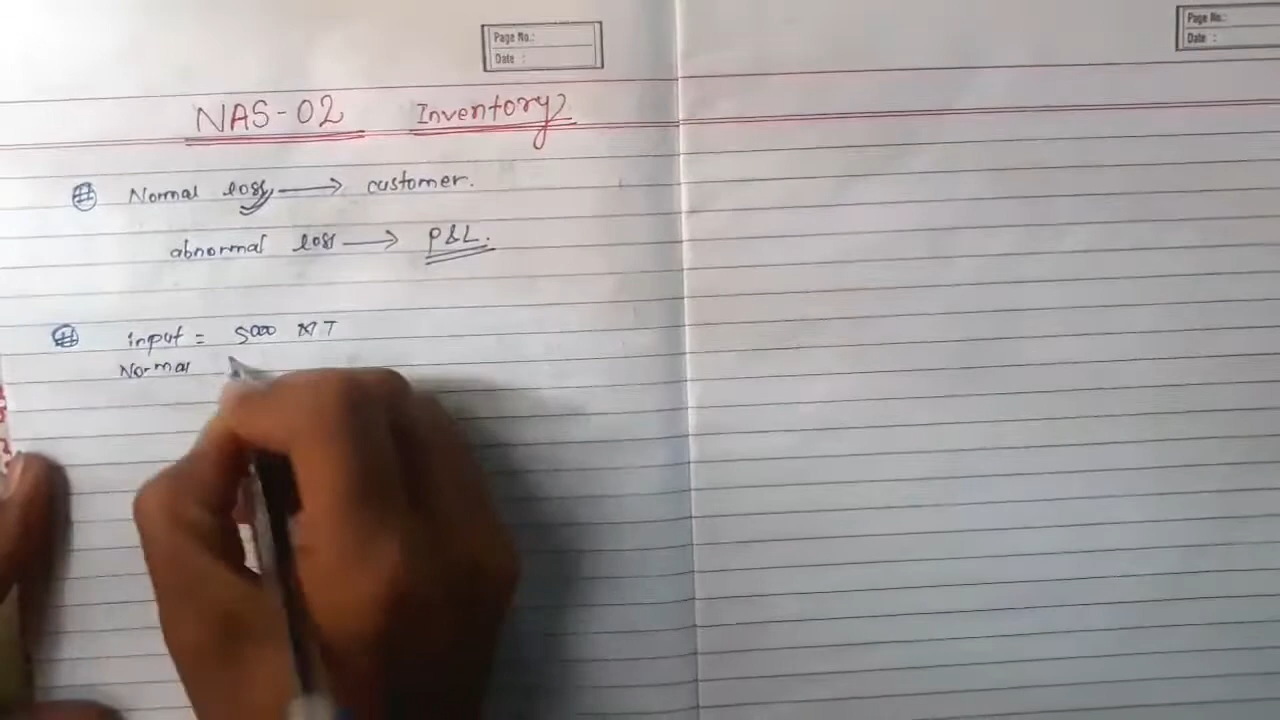 Page No.:
Date :
Page No.:
Date :
NAS-02 Inventory
Normal loss → customer.
abnormal loss → P&L.
input = 5000 MT
Normal